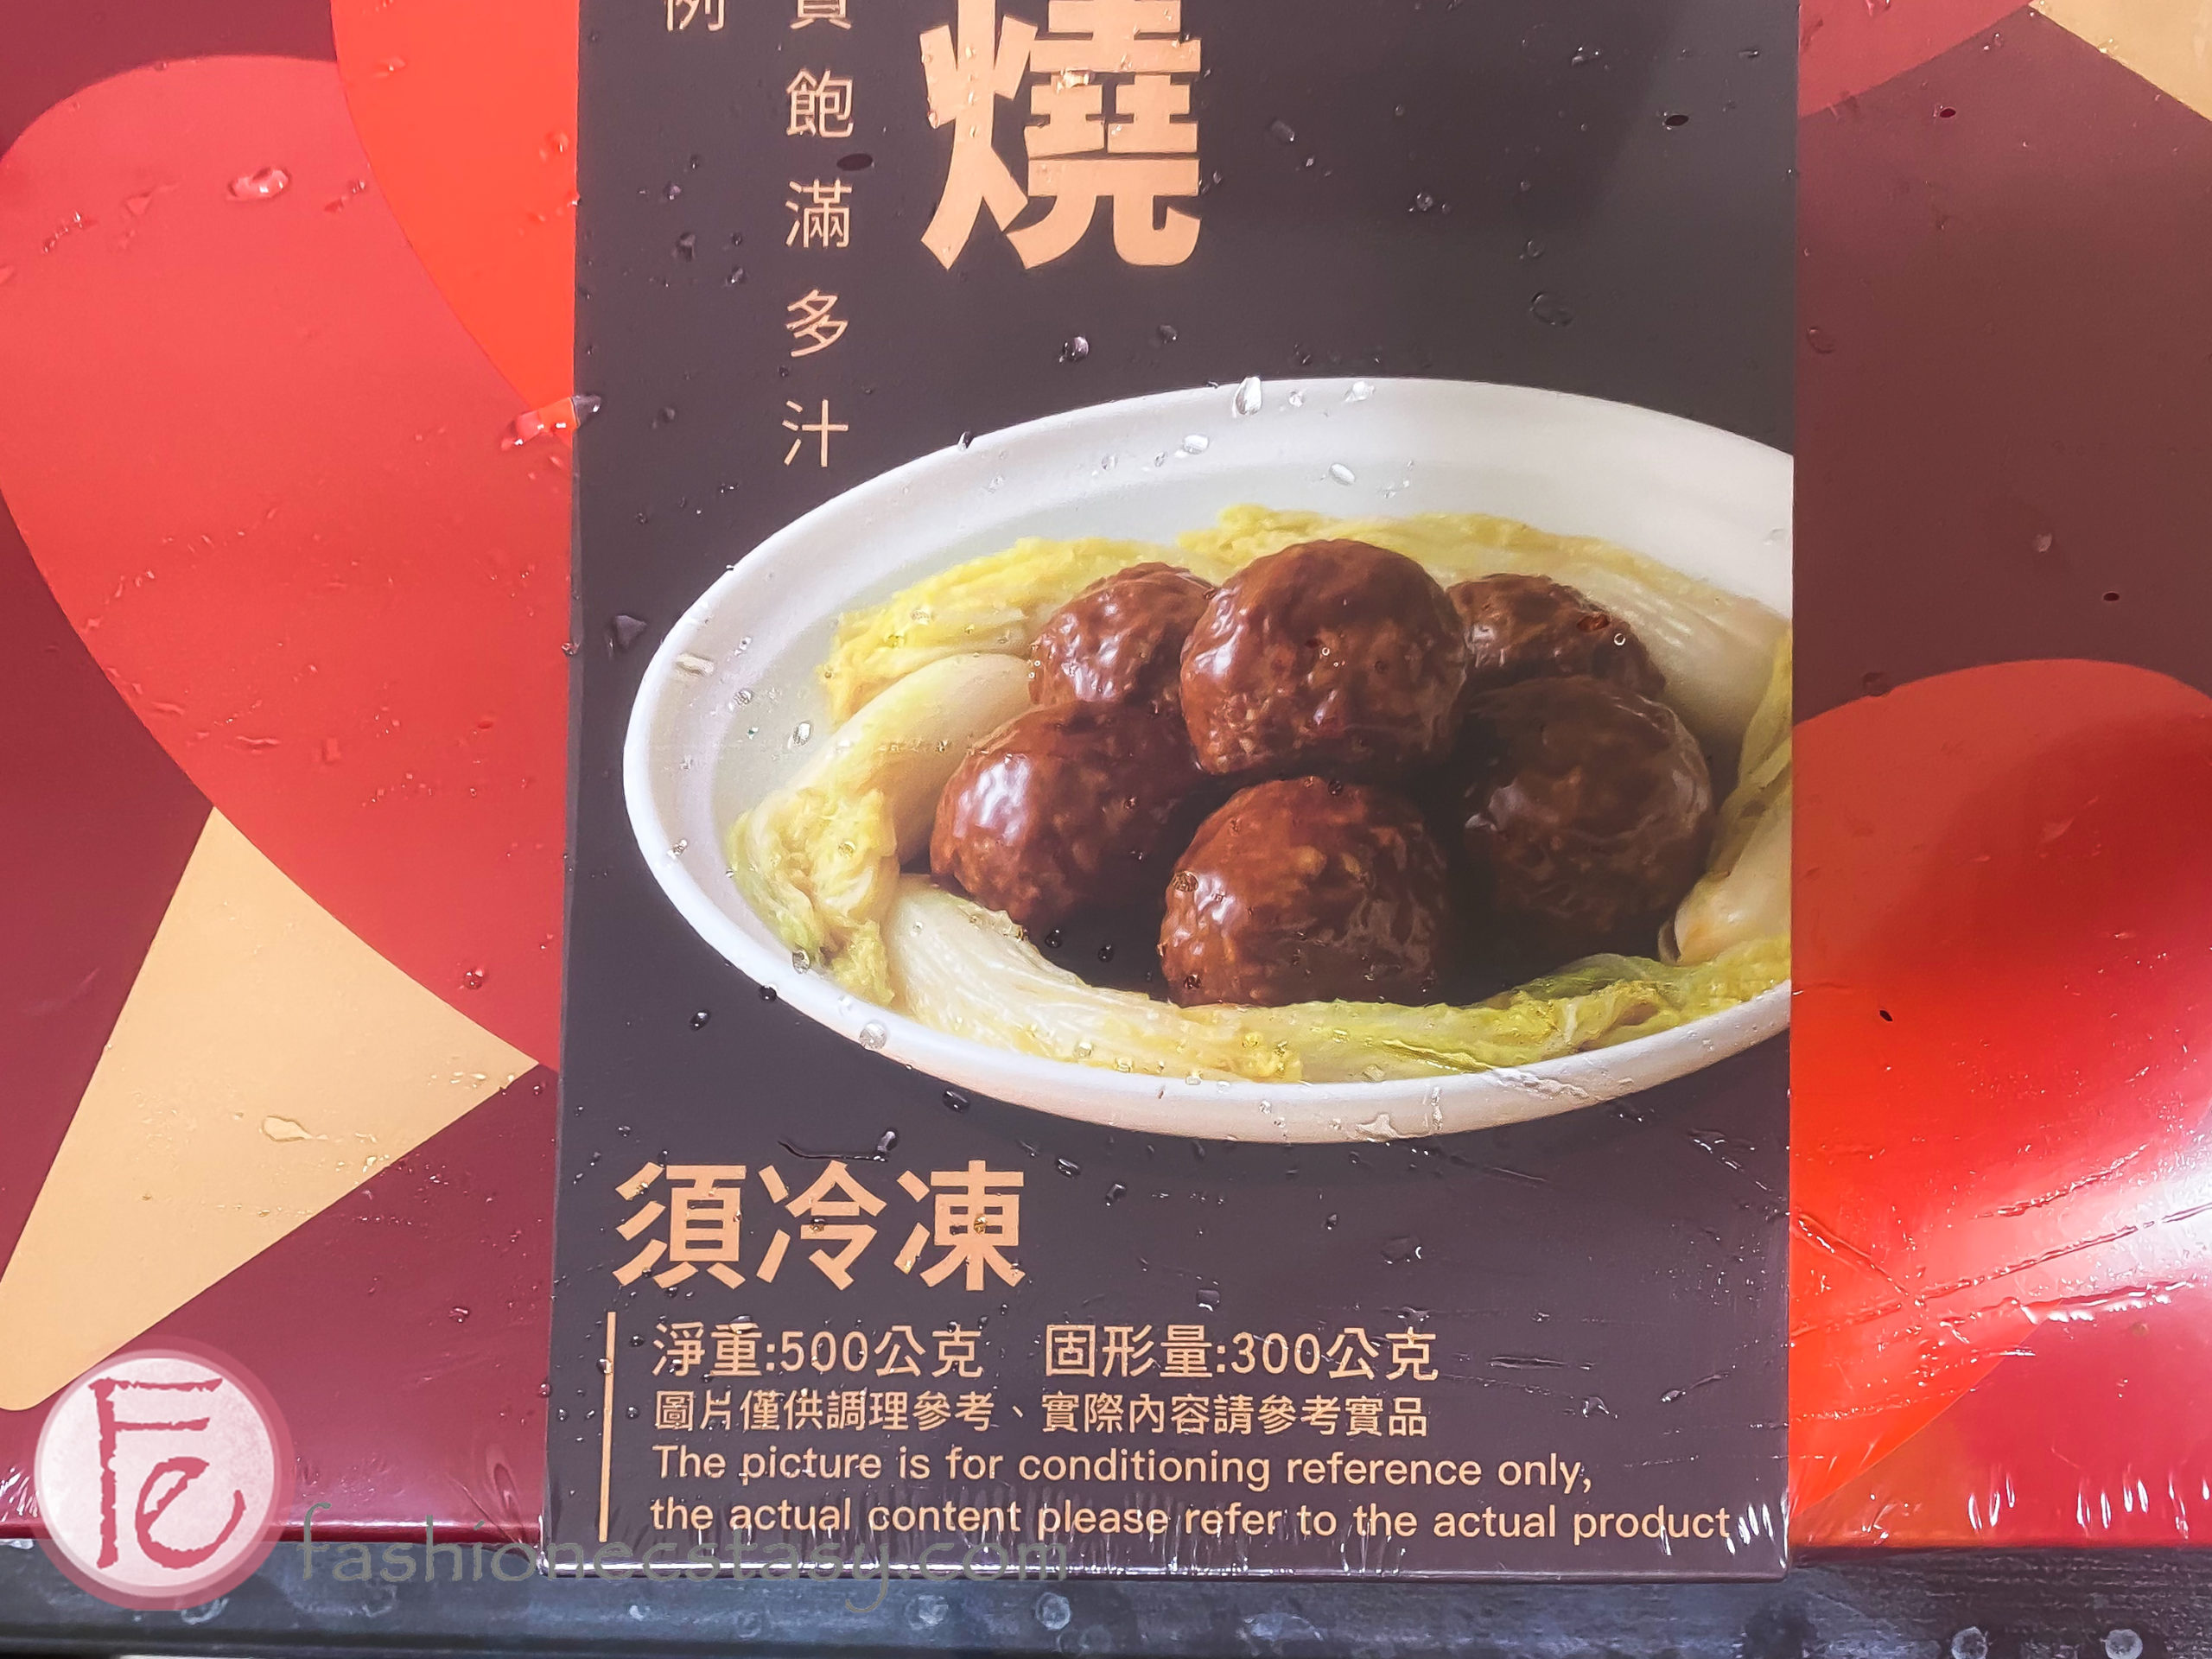 燒
飽滿多汁
須冷凍
淨重:500公克 固形量:300公克
圖片僅供調理參考、實際內容請參考實品
The picture is for conditioning reference only,
the actual content please refer to the actual product
Fe
fashionecstasy.com